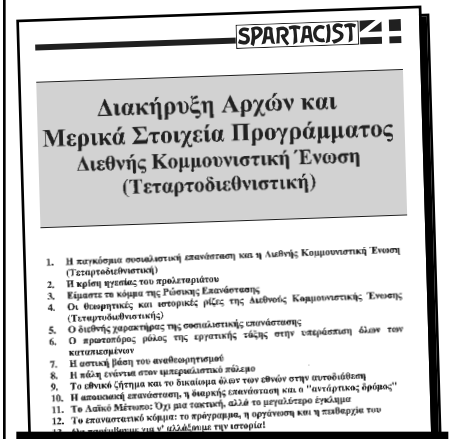 SPARTACIST
Διακήρυξη Αρχών και
Μερικά Στοιχεία Προγράμματος
Διεθνής Κομμουνιστική Ένωση
(Τεταρτοδιεθνιστική)
1. Η παγκόσμια σοσιαλιστική επανάσταση και η Διεθνής Κομμουνιστική Ένωση
(Τεταρτοδιεθνιστική)
2. Η κρίση ηγεσίας του προλεταριάτου
3. Είμαστε το κόμμα της Ρώσικης Επανάστασης
4. Οι θεωρητικές και ιστορικές ρίζες της Διεθνούς Κομμουνιστικής Ένωσης
(Τεταρτοδιεθνιστικής)
5. Ο διεθνής χαρακτήρας της σοσιαλιστικής επανάστασης
6. Ο πρωτοπόρος ρόλος της εργατικής τάξης στην υπεράσπιση όλων των
καταπιεσμένων
7. Η αστική βάση του αναθεωρητισμού
8. Η πάλη ενάντια στον ιμπεριαλιστικό πόλεμο
9. Το εθνικό ζήτημα και το δικαίωμα όλων των εθνών στην αυτοδιάθεση
10. Η αποικιακή επανάσταση, η διαρκής επανάσταση και ο "αντάρτικος δρόμος"
11. Το Λαϊκό Μέτωπο: Όχι μια τακτική, αλλά το μεγαλύτερο έγκλημα
12. Το επαναστατικό κόμμα: το πρόγραμμα, η οργάνωση και η πειθαρχία του
για ν' αλλάξουμε την ιστορία!